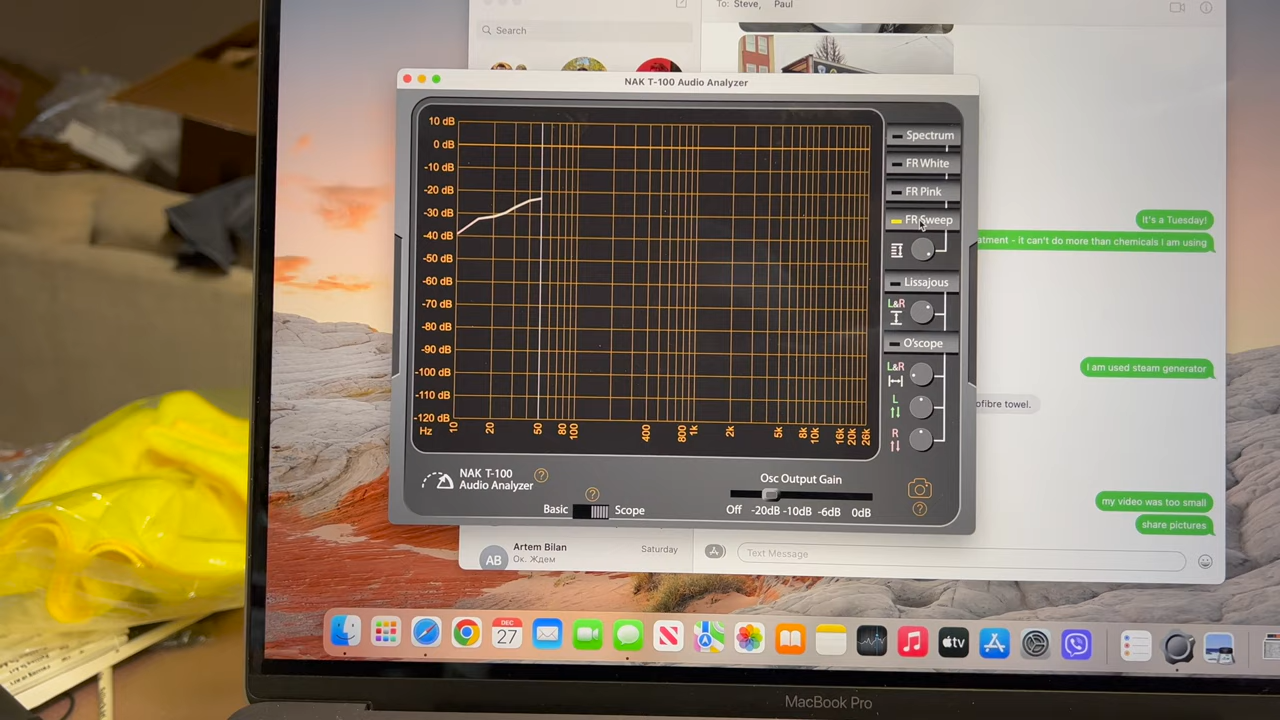 To: Steve, Paul
Search
NAK T-100 Audio Analyzer
10 dB
0 dB
-10 dB
-20 dB
-30 dB
-40 dB
-50 dB
-60 dB
-70 dB
-80 dB
-90 dB
-100 dB
-110 dB
-120 dB
Hz 10 20 50 80 100 400 800 1k 2k 5k 8k 10k 16k 20k 26k
Spectrum
FR White
FR Pink
FR Sweep
Lissajous
L&R
O'scope
L&R
L
R
NAK T-100
Audio Analyzer
?
?
Basic Scope
Osc Output Gain
Off -20dB -10dB -6dB 0dB
?
It's a Tuesday!
tment - it can't do more than chemicals I am using
I am used steam generator
ofibre towel.
my video was too small
share pictures
AB
Artem Bilan Saturday
Ок. Ждем
Text Message
DEC
27
tv
MacBook Pro